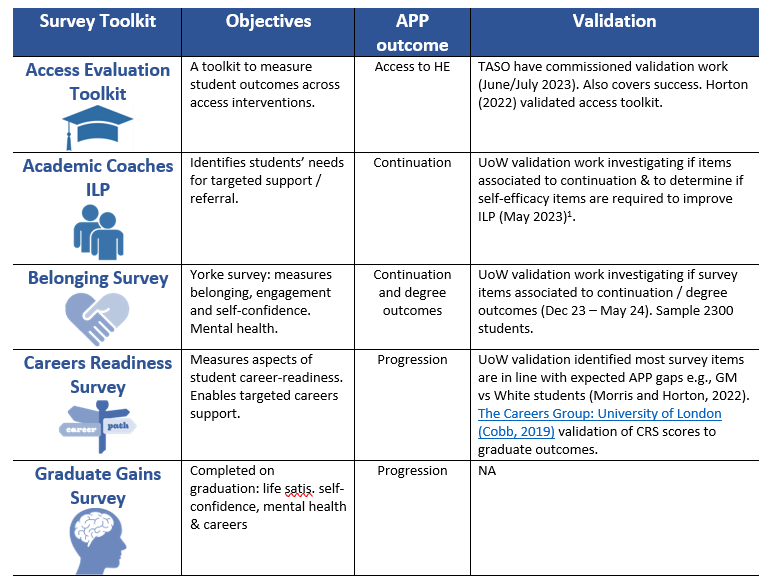 Survey Toolkit
Objectives
APP
outcome
Validation
Access Evaluation
Toolkit
A toolkit to measure
student outcomes across
access interventions.
Access to HE
TASO have commissioned validation work
(June/July 2023). Also covers success. Horton
(2022) validated access toolkit.
Academic Coaches
ILP
Identifies students’ needs
for targeted support /
referral.
Continuation
UoW validation work investigating if items
associated to continuation & to determine if
self-efficacy items are required to improve
ILP (May 2023)¹.
Belonging Survey
Yorke survey: measures
belonging, engagement
and self-confidence.
Mental health.
Continuation
and degree
outcomes
UoW validation work investigating if survey
items associated to continuation / degree
outcomes (Dec 23 – May 24). Sample 2300
students.
Careers Readiness
Survey
career
path
Measures aspects of
student career-readiness.
Enables targeted careers
support.
Progression
UoW validation identified most survey items
are in line with expected APP gaps e.g., GM
vs White students (Morris and Horton, 2022).
The Careers Group: University of London
(Cobb, 2019) validation of CRS scores to
graduate outcomes.
Graduate Gains
Survey
Completed on
graduation: life satis. self-
confidence, mental health
& careers
Progression
NA